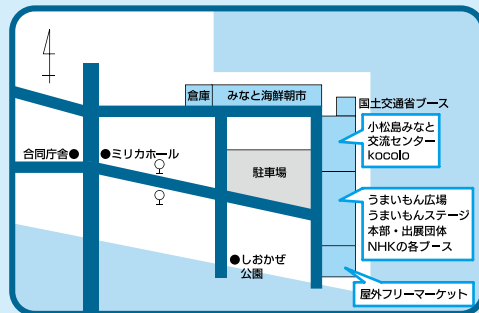 倉庫
みなと海鮮朝市
国土交通省ブース
小松島みなと
交流センター
kocolo
合同庁舎●
●ミリカホール
駐車場
うまいもん広場
うまいもんステージ
本部・出展団体
NHKの各ブース
●しおかぜ
公園
屋外フリーマーケット